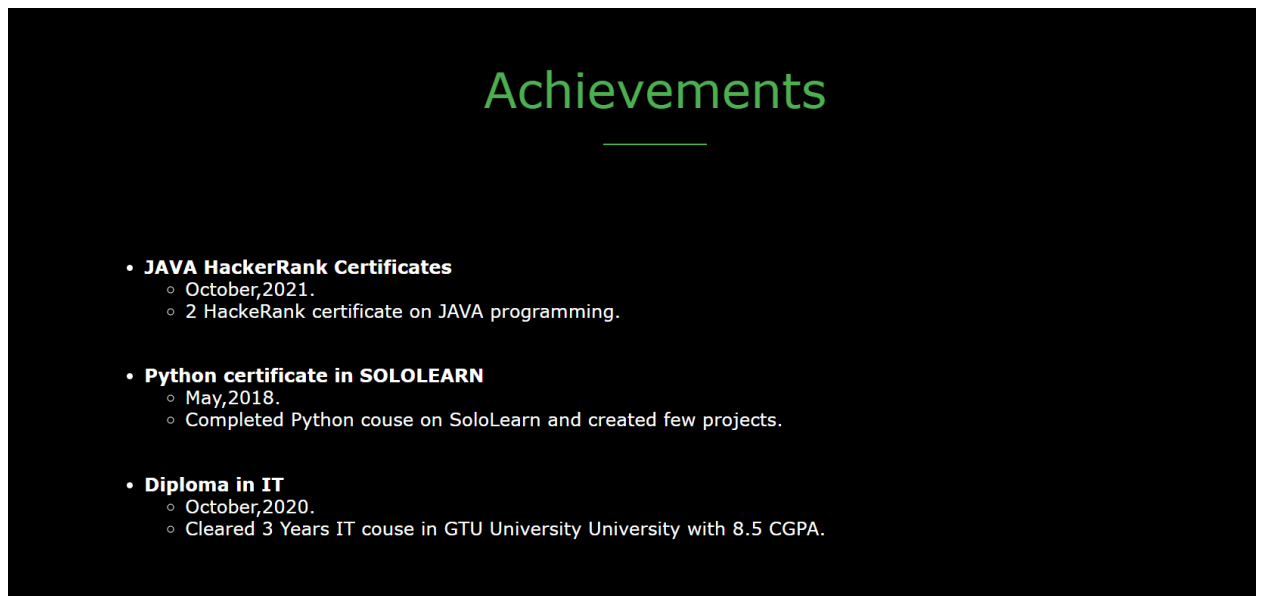 Achievements
JAVA HackerRank Certificates
October,2021.
2 HackeRank certificate on JAVA programming.
Python certificate in SOLOLEARN
May,2018.
Completed Python couse on SoloLearn and created few projects.
Diploma in IT
October,2020.
Cleared 3 Years IT couse in GTU University University with 8.5 CGPA.